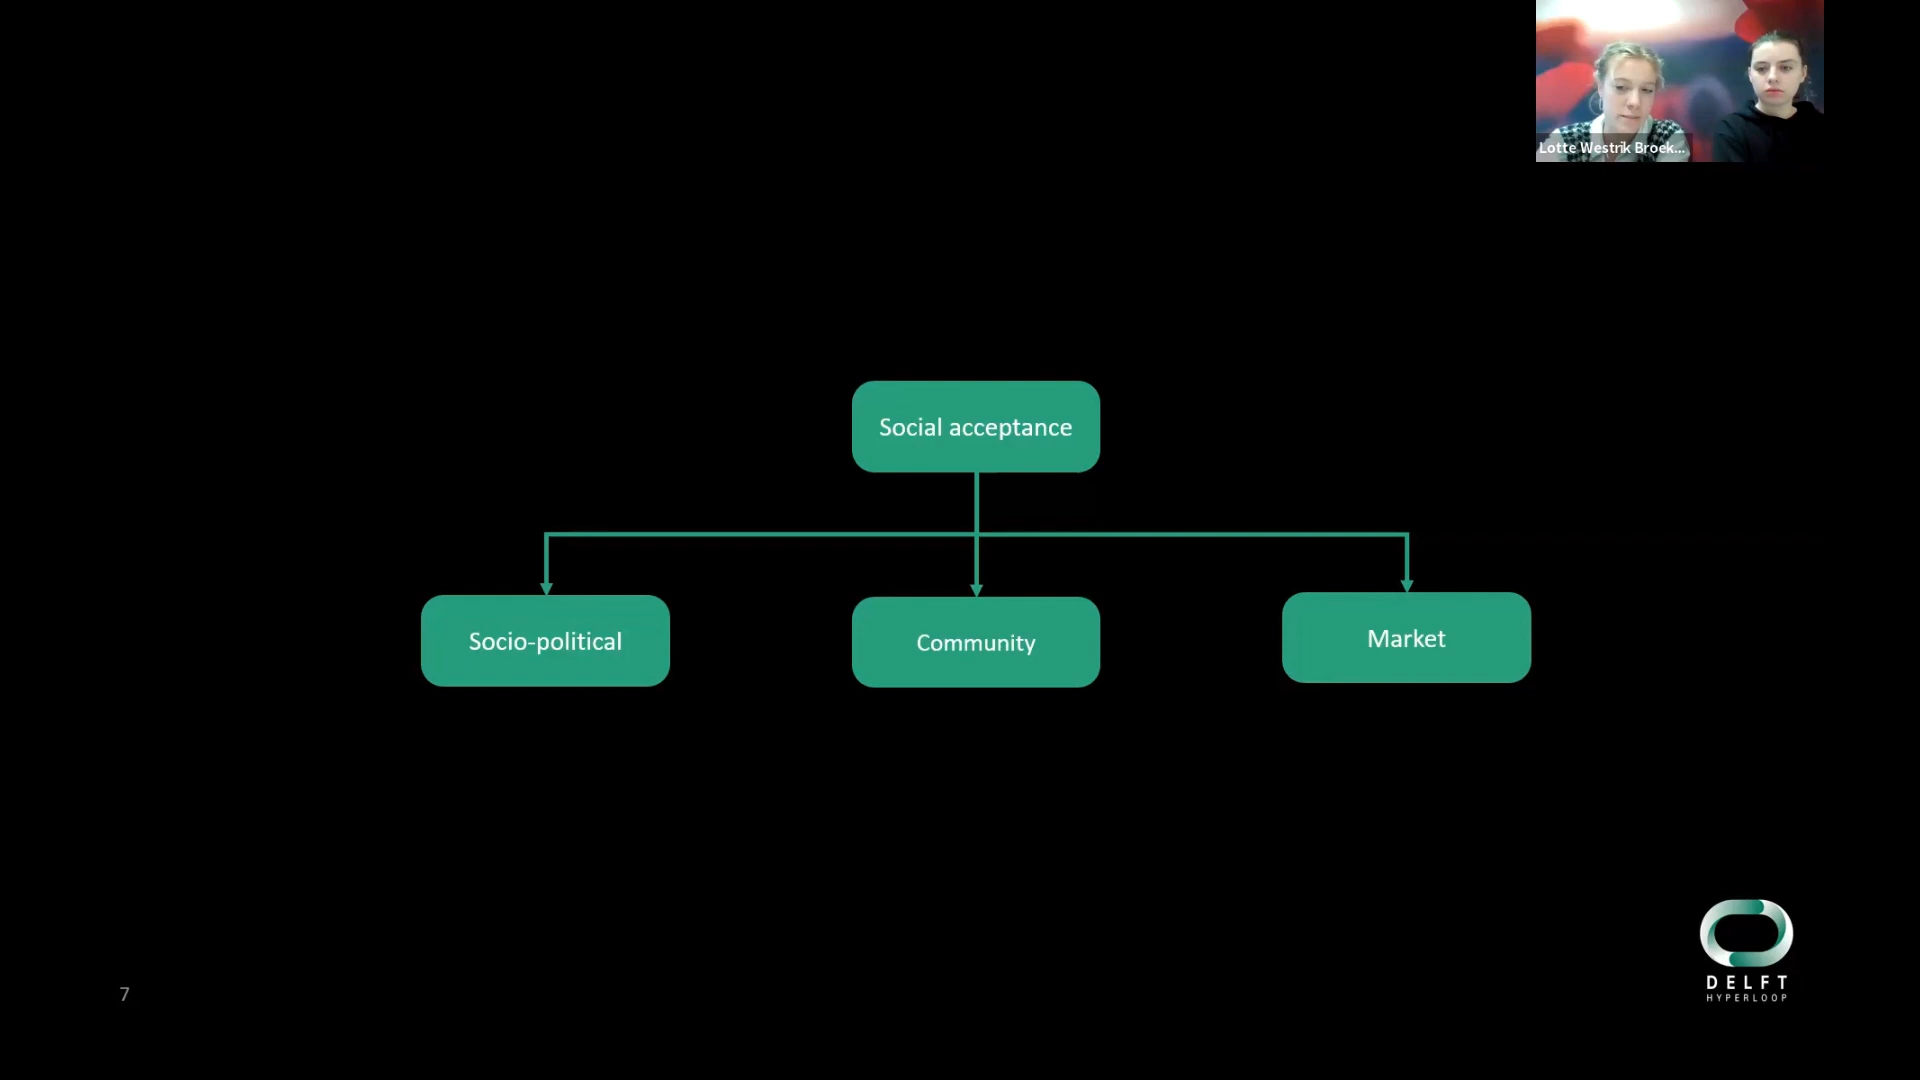 Lotte Westrik Broek...
Social acceptance
Socio-political
Community
Market
7
DELFT
HYPERLOOP